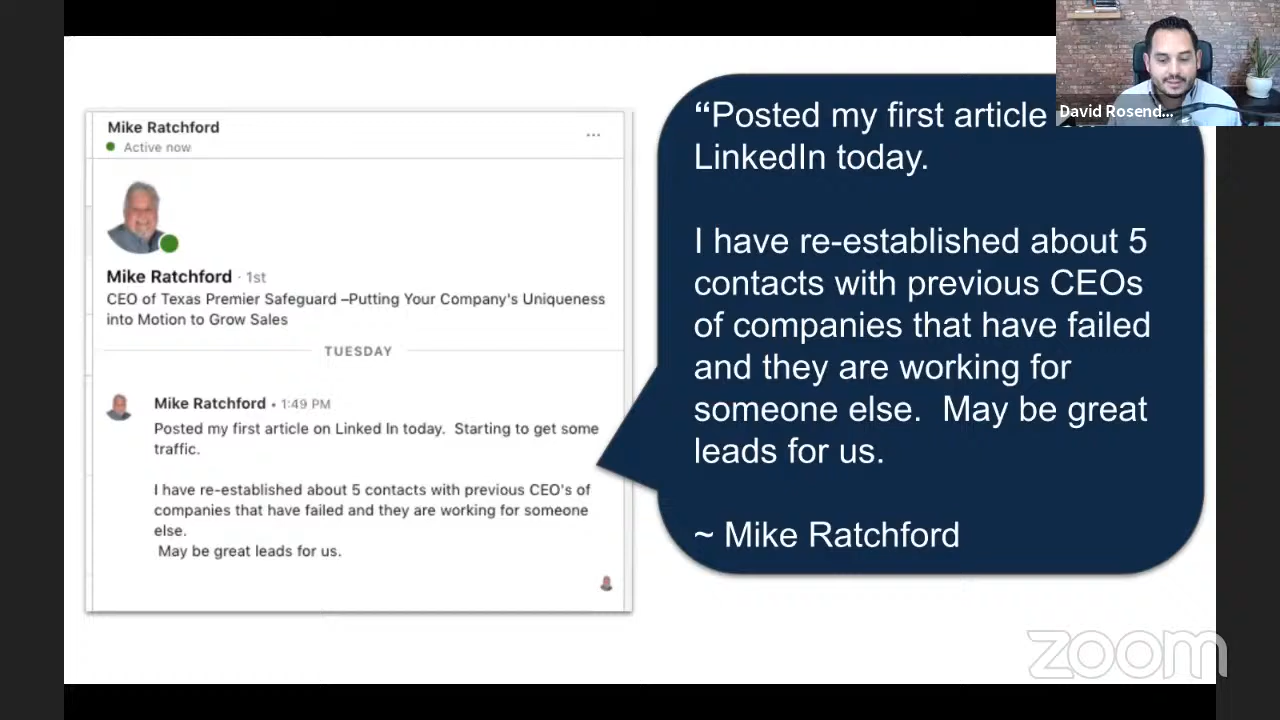 Mike Ratchford
Active now
...
Mike Ratchford · 1st
CEO of Texas Premier Safeguard –Putting Your Company's Uniqueness
into Motion to Grow Sales
TUESDAY
Mike Ratchford • 1:49 PM
Posted my first article on Linked In today. Starting to get some
traffic.
I have re-established about 5 contacts with previous CEO's of
companies that have failed and they are working for someone
else.
May be great leads for us.
“Posted my first article
LinkedIn today.
I have re-established about 5
contacts with previous CEOs
of companies that have failed
and they are working for
someone else. May be great
leads for us.
~ Mike Ratchford
David Rosend...
zoom